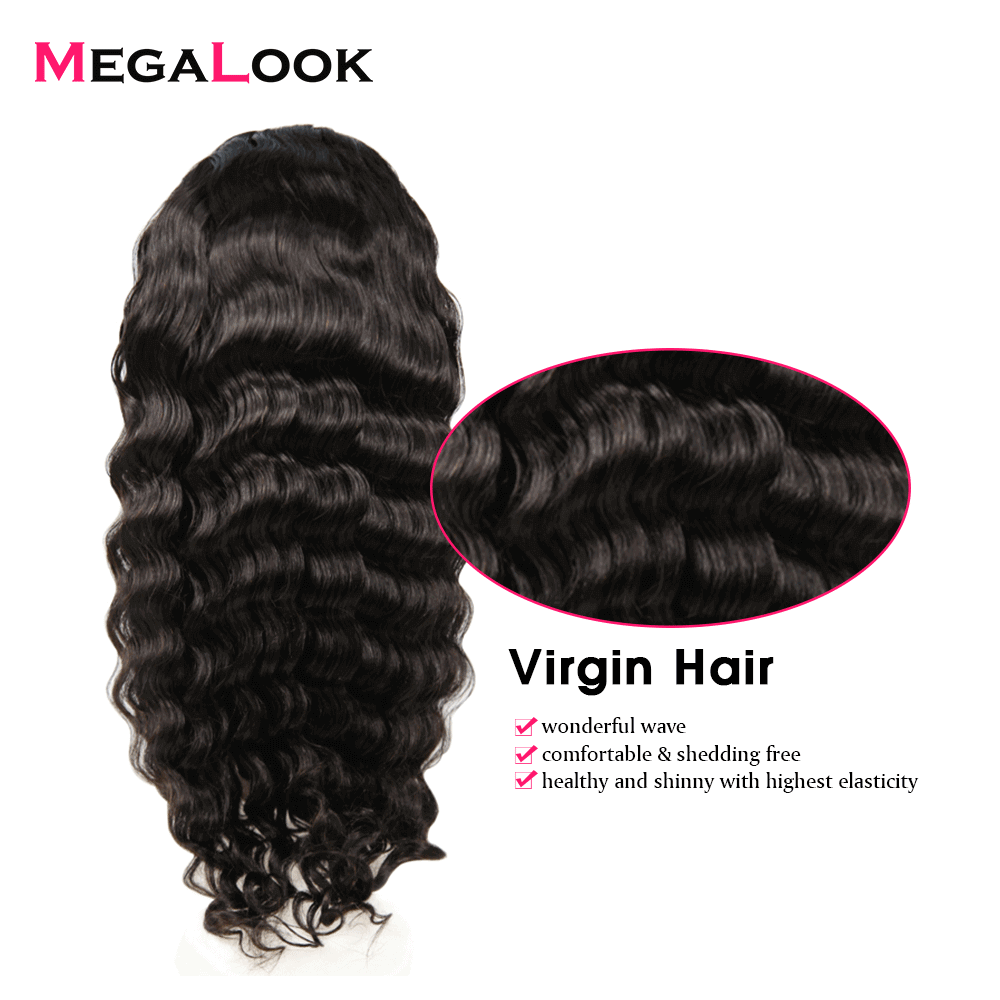 MEGALOOK
Virgin Hair
wonderful wave
comfortable & shedding free
healthy and shinny with highest elasticity